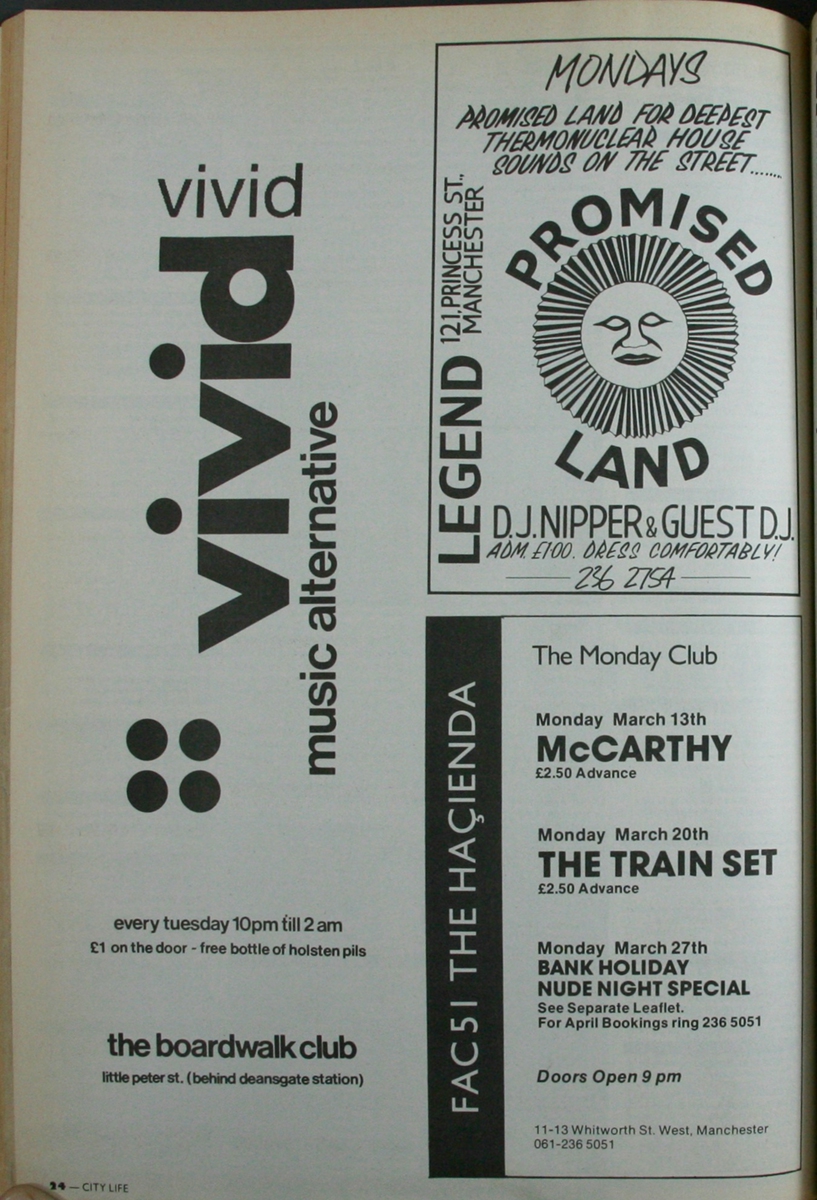 vivid
vivid
music alternative
every tuesday 10pm till 2 am
£1 on the door - free bottle of holsten pils
the boardwalk club
little peter st. (behind deansgate station)
24 — CITY LIFE
MONDAYS
PROMISED LAND FOR DEEPEST
THERMONUCLEAR HOUSE
SOUNDS ON THE STREET.......
LEGEND
121, PRINCESS ST.,
MANCHESTER
PROMISED
LAND
D.J. NIPPER & GUEST D.J.
ADM. £1·00. DRESS COMFORTABLY!
236 2754
FAC51 THE HAÇIENDA
The Monday Club
Monday March 13th
McCARTHY
£2.50 Advance
Monday March 20th
THE TRAIN SET
£2.50 Advance
Monday March 27th
BANK HOLIDAY
NUDE NIGHT SPECIAL
See Separate Leaflet.
For April Bookings ring 236 5051
Doors Open 9 pm
11-13 Whitworth St. West, Manchester
061-236 5051